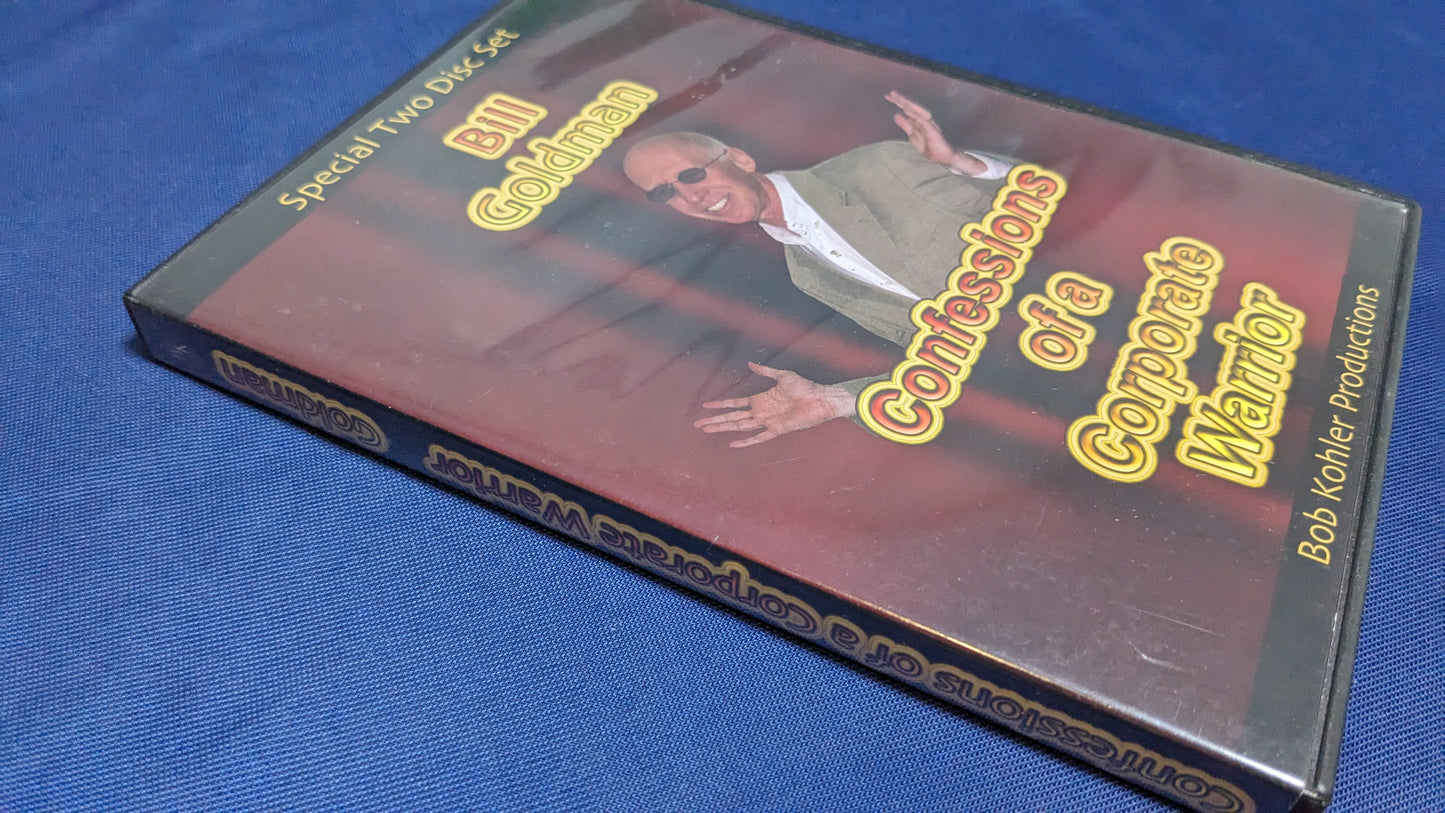 Special Two Disc Set
Bill
Goldman
Confessions
of a
Corporate
Warrior
Bob Kohler Productions
Confessions of a Corporate Warrior
Goldman